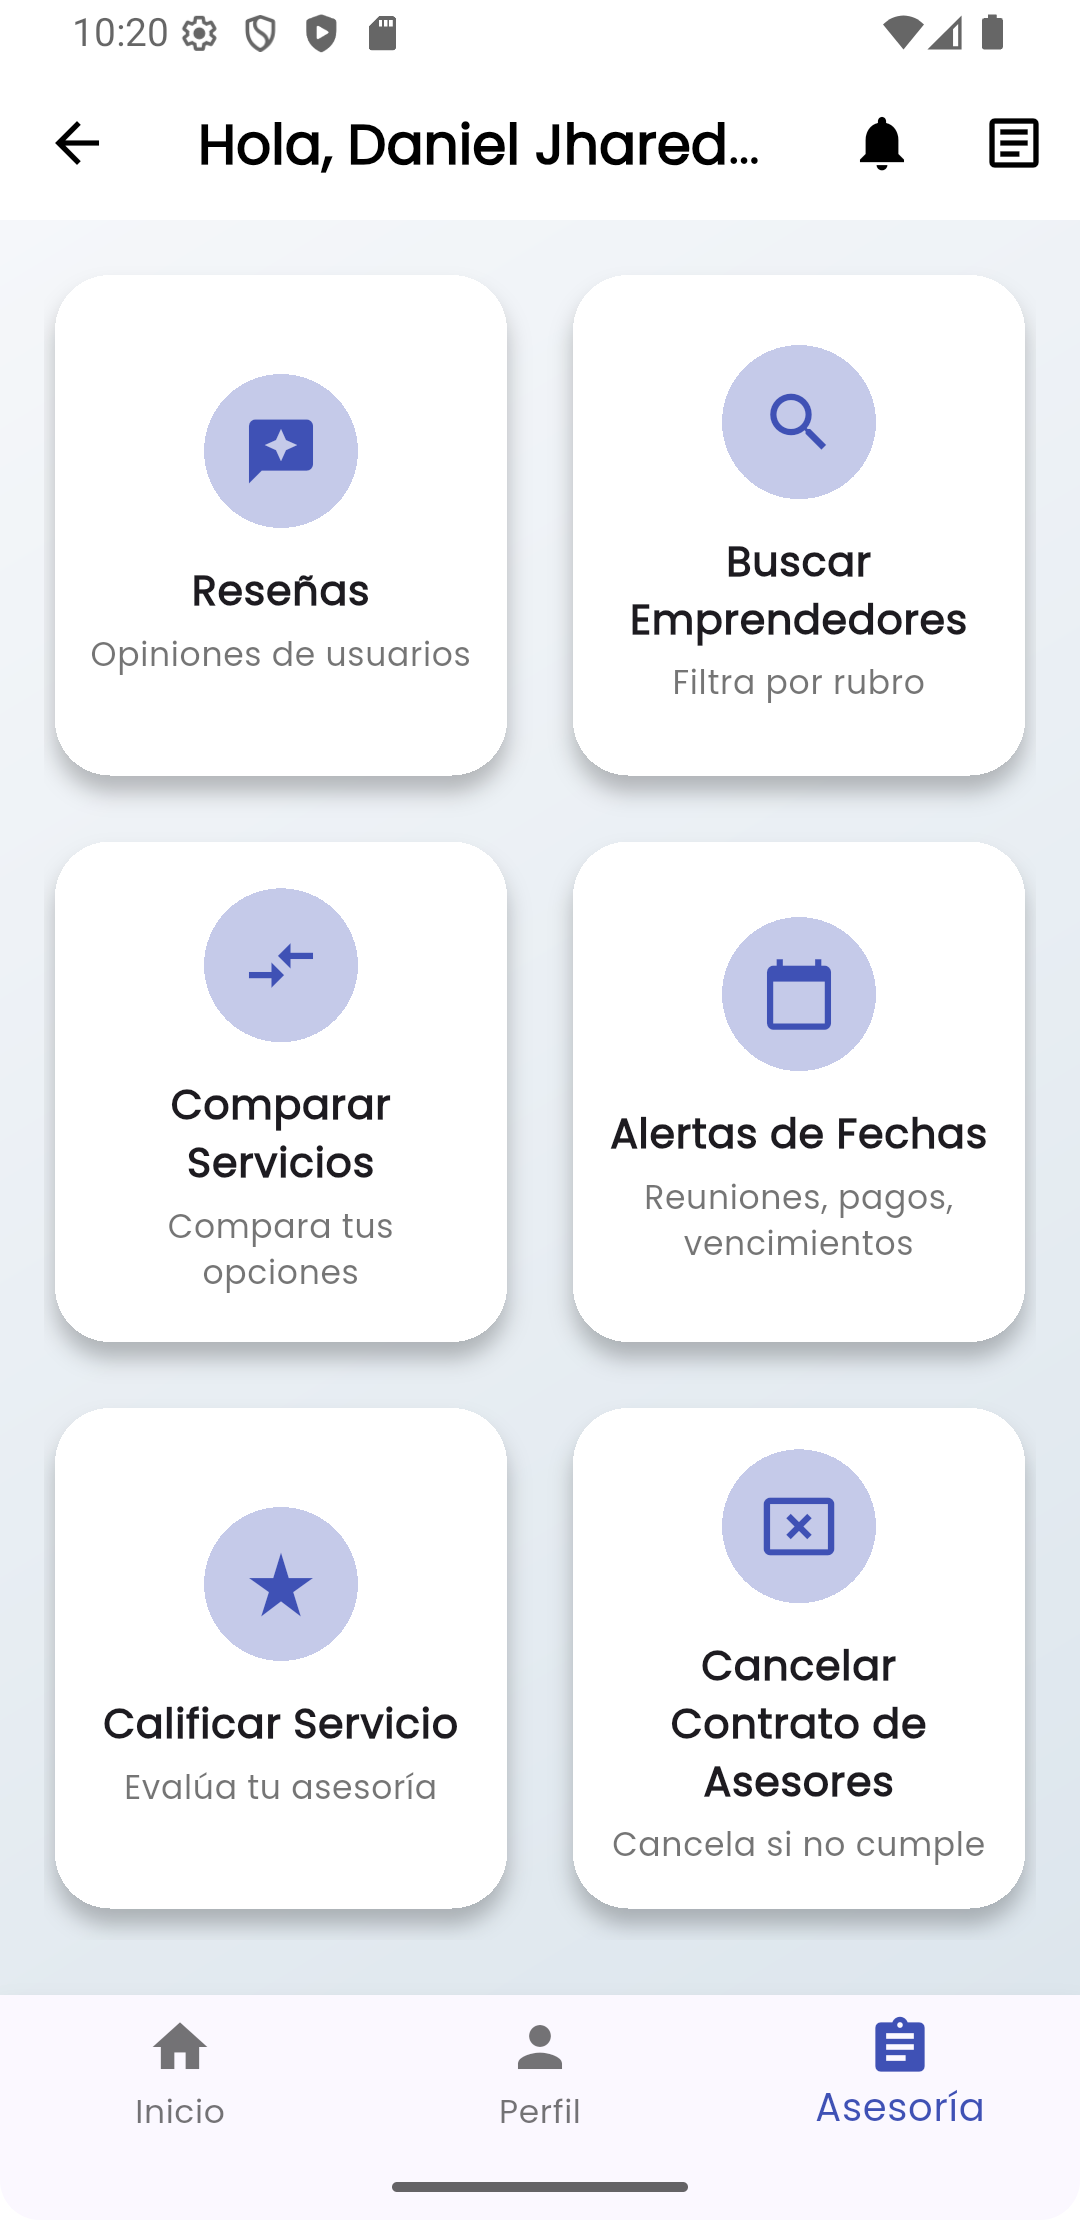 10:20
Hola, Daniel Jhared...
Reseñas
Opiniones de usuarios
Buscar
Emprendedores
Filtra por rubro
Comparar
Servicios
Compara tus
opciones
Alertas de Fechas
Reuniones, pagos,
vencimientos
Calificar Servicio
Evalúa tu asesoría
Cancelar
Contrato de
Asesores
Cancela si no cumple
Inicio
Perfil
Asesoría